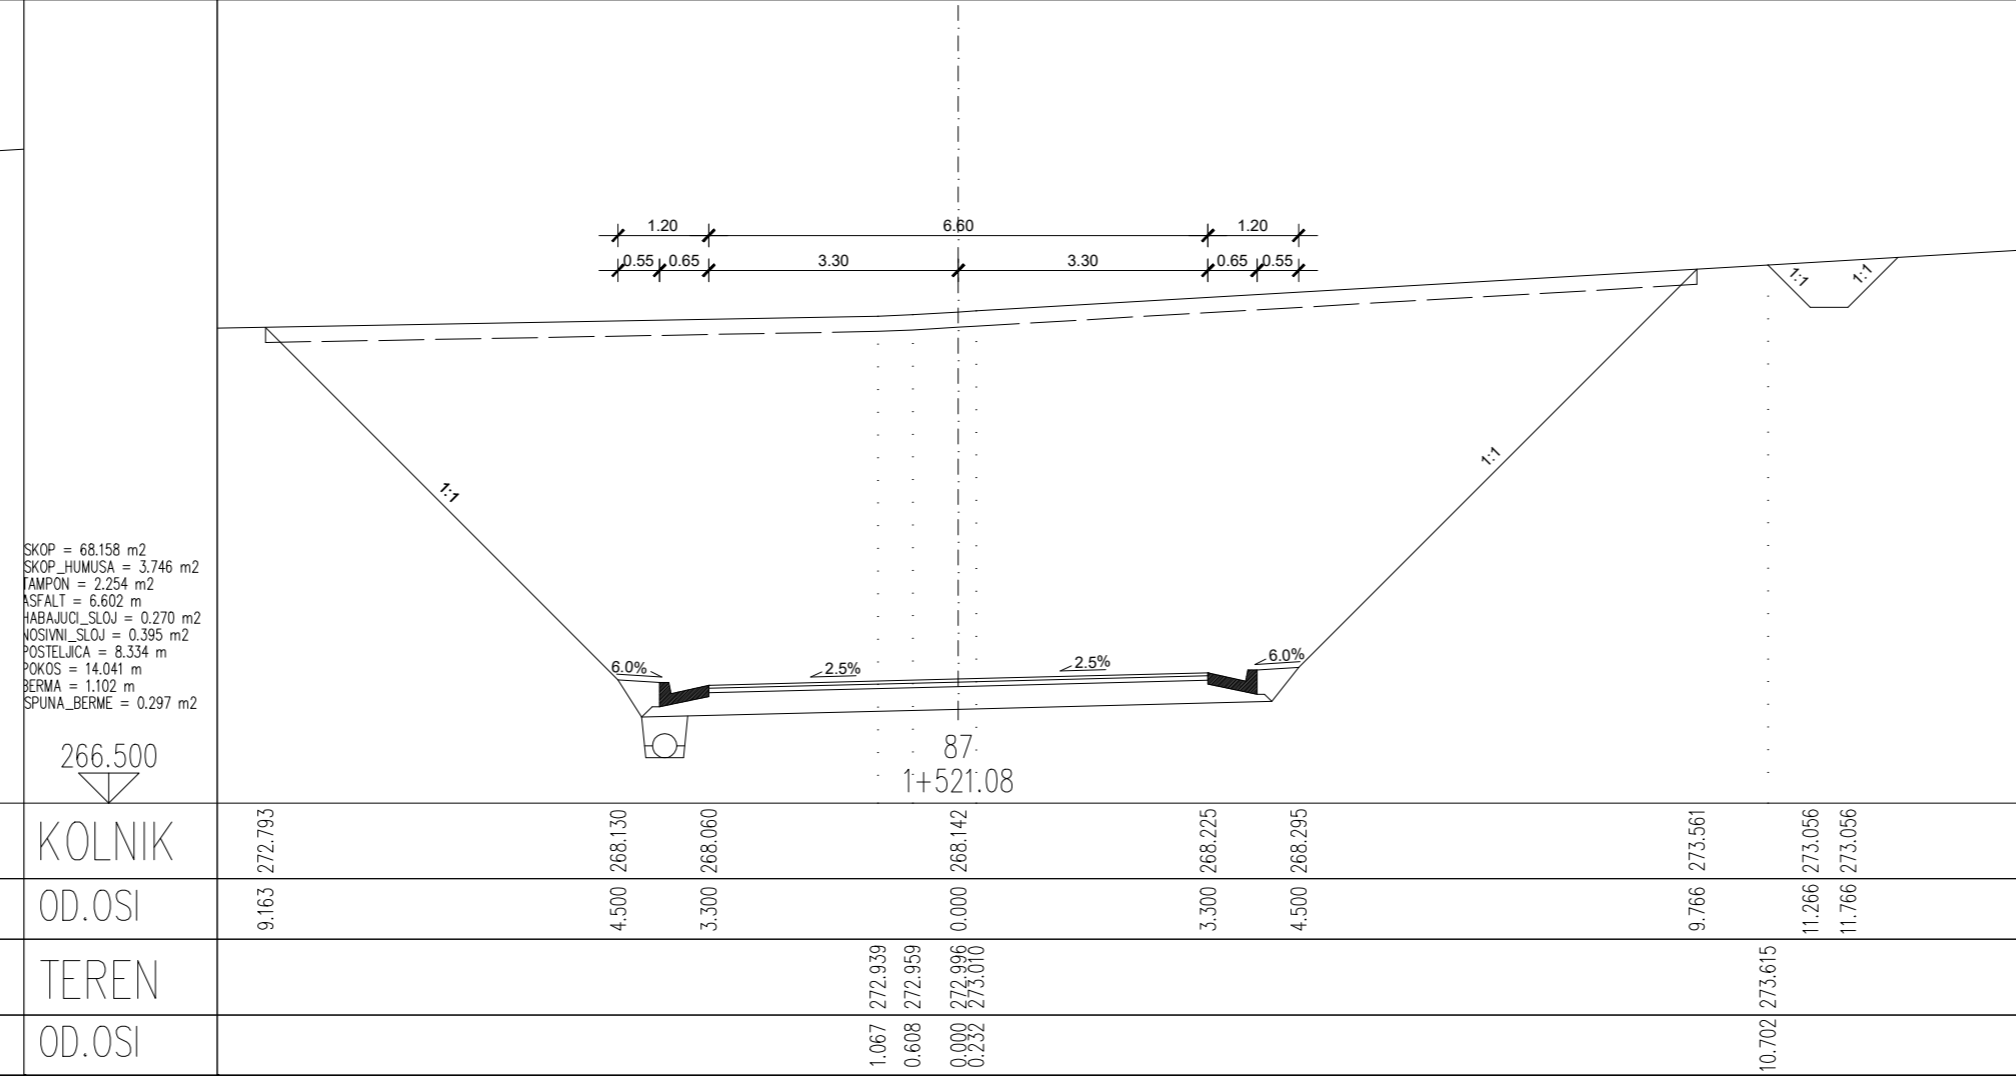 1.20 6.60 1.20
0.55 0.65 3.30 3.30 0.65 0.55
1:1 1:1
1:1 1:1
6.0% 2.5% 2.5% 6.0%
SKOP = 68.158 m2
SKOP_HUMUSA = 3.746 m2
TAMPON = 2.254 m2
ASFALT = 6.602 m
HABAJUCI_SLOJ = 0.270 m2
NOSIVNI_SLOJ = 0.395 m2
POSTELJICA = 8.334 m
POKOS = 14.041 m
BERMA = 1.102 m
SPUNA_BERME = 0.297 m2
266.500
87
1+521.08
KOLNIK 272.793 268.130 268.060 268.142 268.225 268.295 273.561 273.056 273.056
OD.OSI 9.163 4.500 3.300 0.000 3.300 4.500 9.766 11.266 11.766
TEREN 272.939 272.959 272.996 273.010 273.615
OD.OSI 1.067 0.608 0.000 0.232 10.702